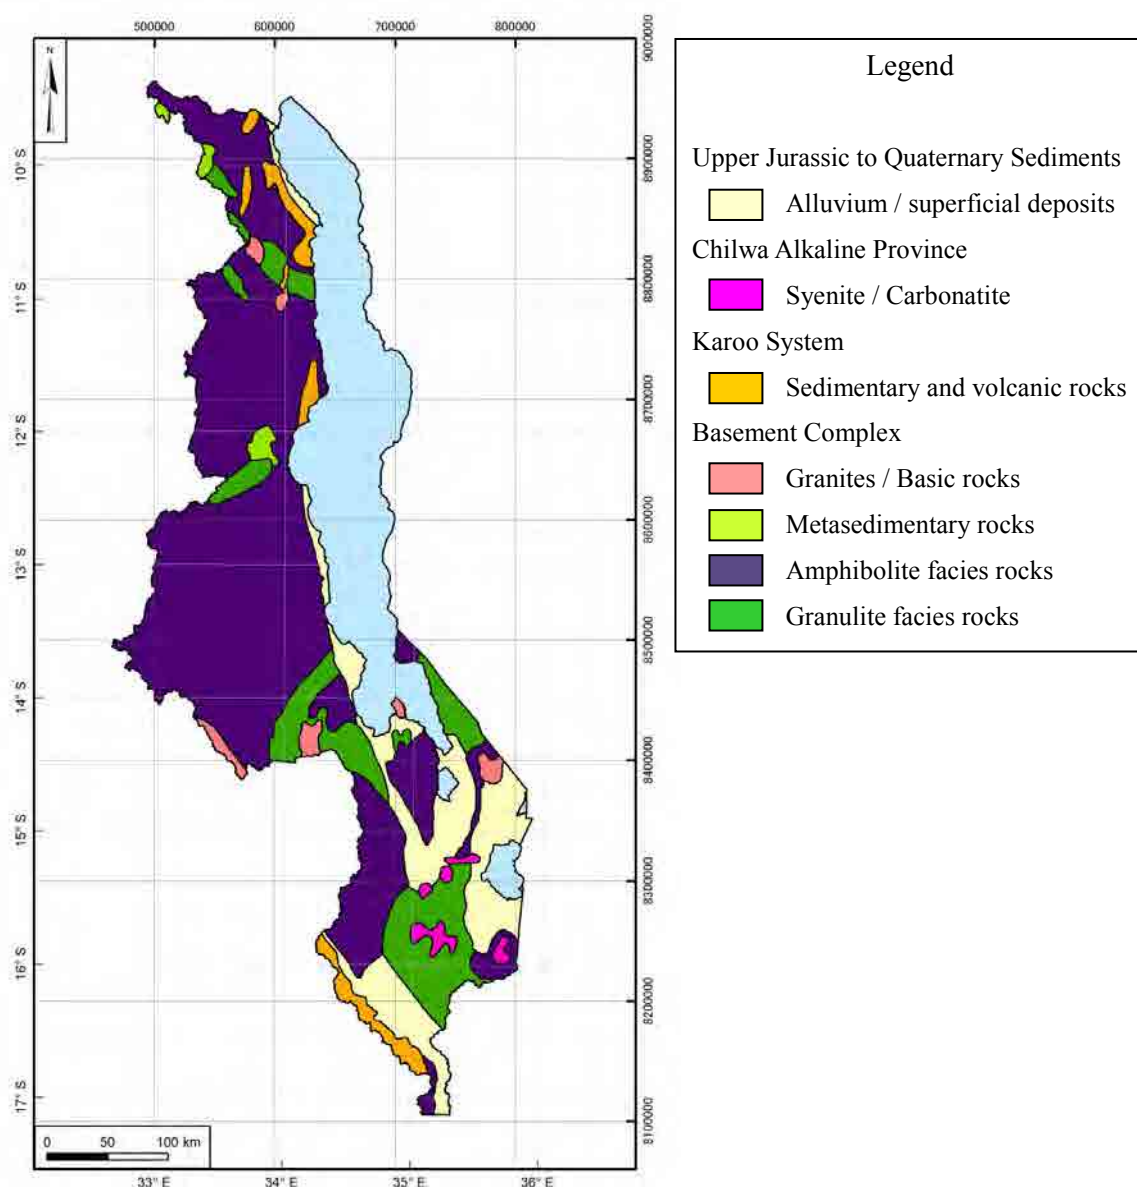 500000 600000 700000 800000
N
9000000
10° S
8900000
11° S
8800000
8700000
12° S
8600000
13° S
8500000
14° S
8400000
15° S
8300000
16° S
8200000
17° S
8100000
0 50 100 km
33° E 34° E 35° E 36° E
Legend
Upper Jurassic to Quaternary Sediments
Alluvium / superficial deposits
Chilwa Alkaline Province
Syenite / Carbonatite
Karoo System
Sedimentary and volcanic rocks
Basement Complex
Granites / Basic rocks
Metasedimentary rocks
Amphibolite facies rocks
Granulite facies rocks